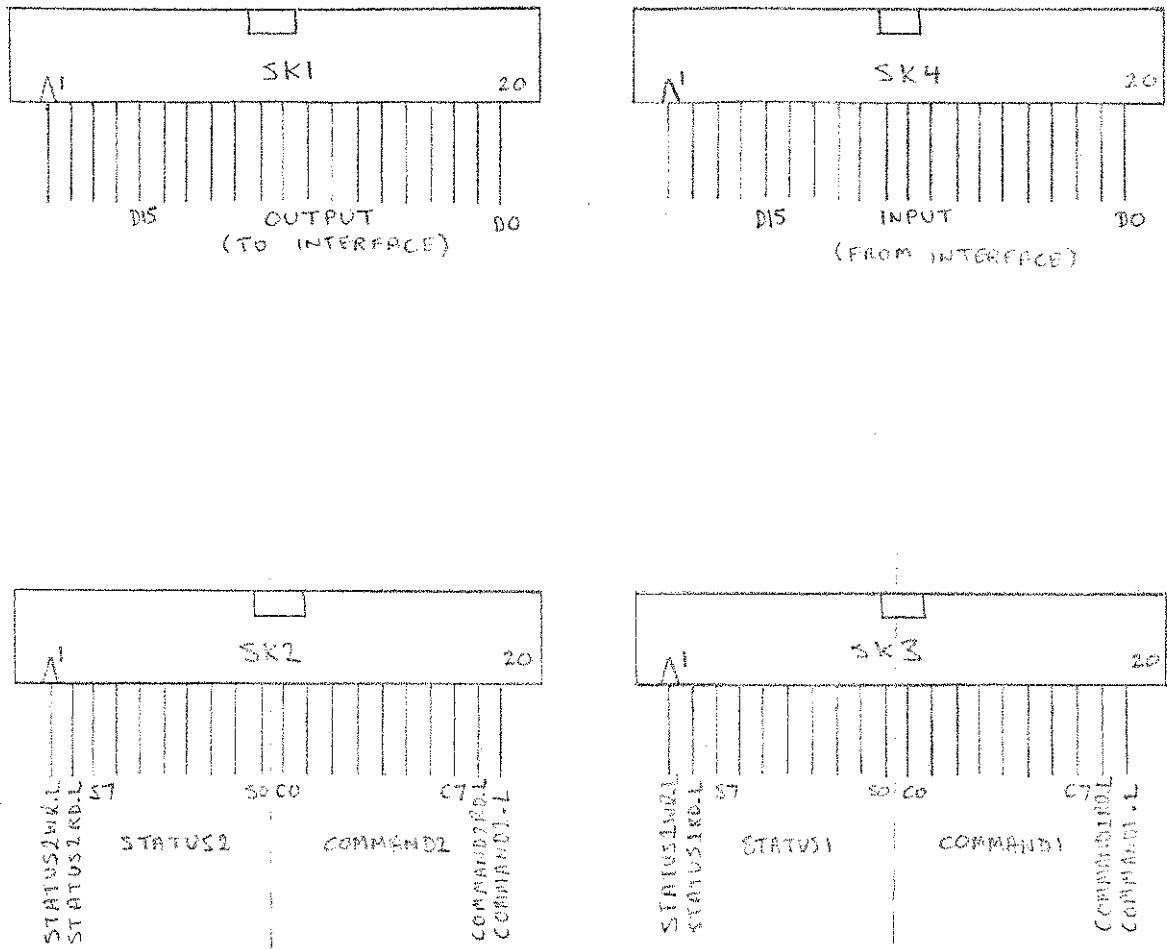 SK1
1
20
D15
OUTPUT
D0
(TO INTERFACE)
SK4
1
20
D15
INPUT
D0
(FROM INTERFACE)
SK2
1
20
STATUS2WR.L
STATUS2RD.L
S7
S0
C0
C7
STATUS2
COMMAND2
COMMAND2RD.L
COMMAND2.L
SK3
1
20
STATUS1WR.L
STATUS1RD.L
S7
S0
C0
C7
STATUS1
COMMAND1
COMMAND1RD.L
COMMAND1.L